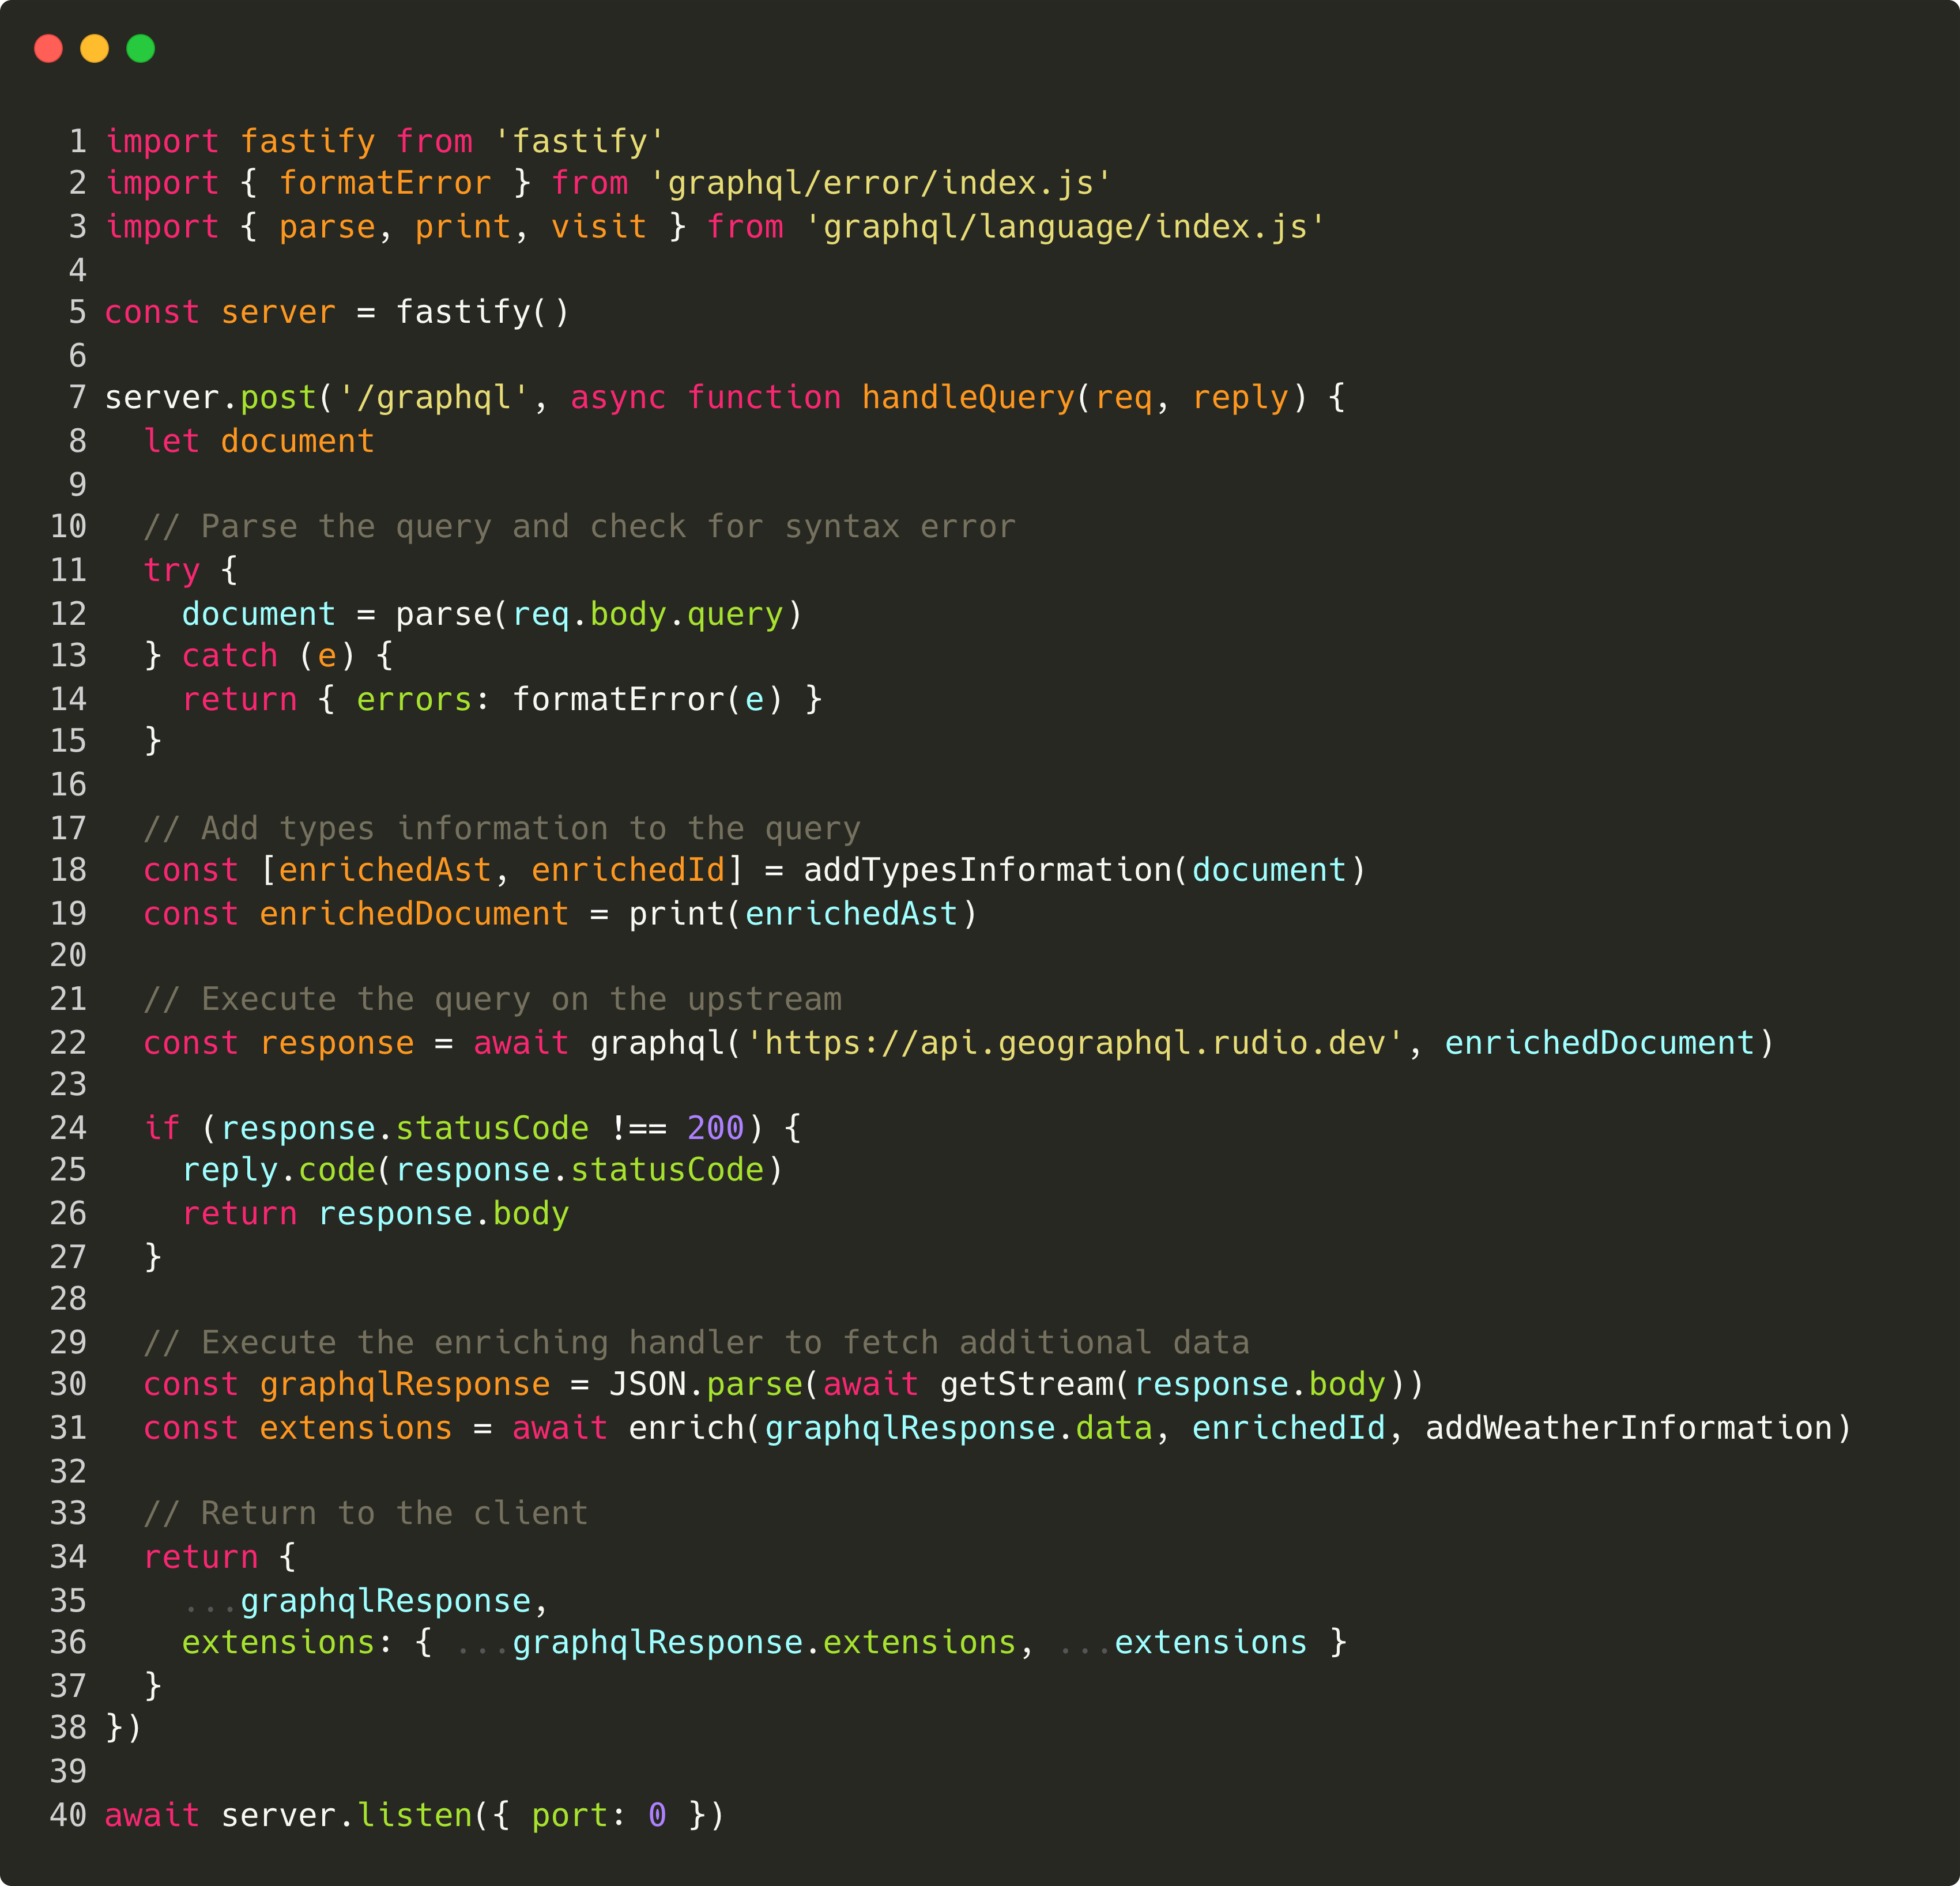 1 import fastify from 'fastify'
2 import { formatError } from 'graphql/error/index.js'
3 import { parse, print, visit } from 'graphql/language/index.js'
4
5 const server = fastify()
6
7 server.post('/graphql', async function handleQuery(req, reply) {
8   let document
9
10   // Parse the query and check for syntax error
11   try {
12     document = parse(req.body.query)
13   } catch (e) {
14     return { errors: formatError(e) }
15   }
16
17   // Add types information to the query
18   const [enrichedAst, enrichedId] = addTypesInformation(document)
19   const enrichedDocument = print(enrichedAst)
20
21   // Execute the query on the upstream
22   const response = await graphql('https://api.geographql.rudio.dev', enrichedDocument)
23
24   if (response.statusCode !== 200) {
25     reply.code(response.statusCode)
26     return response.body
27   }
28
29   // Execute the enriching handler to fetch additional data
30   const graphqlResponse = JSON.parse(await getStream(response.body))
31   const extensions = await enrich(graphqlResponse.data, enrichedId, addWeatherInformation)
32
33   // Return to the client
34   return {
35     ...graphqlResponse,
36     extensions: { ...graphqlResponse.extensions, ...extensions }
37   }
38 })
39
40 await server.listen({ port: 0 })